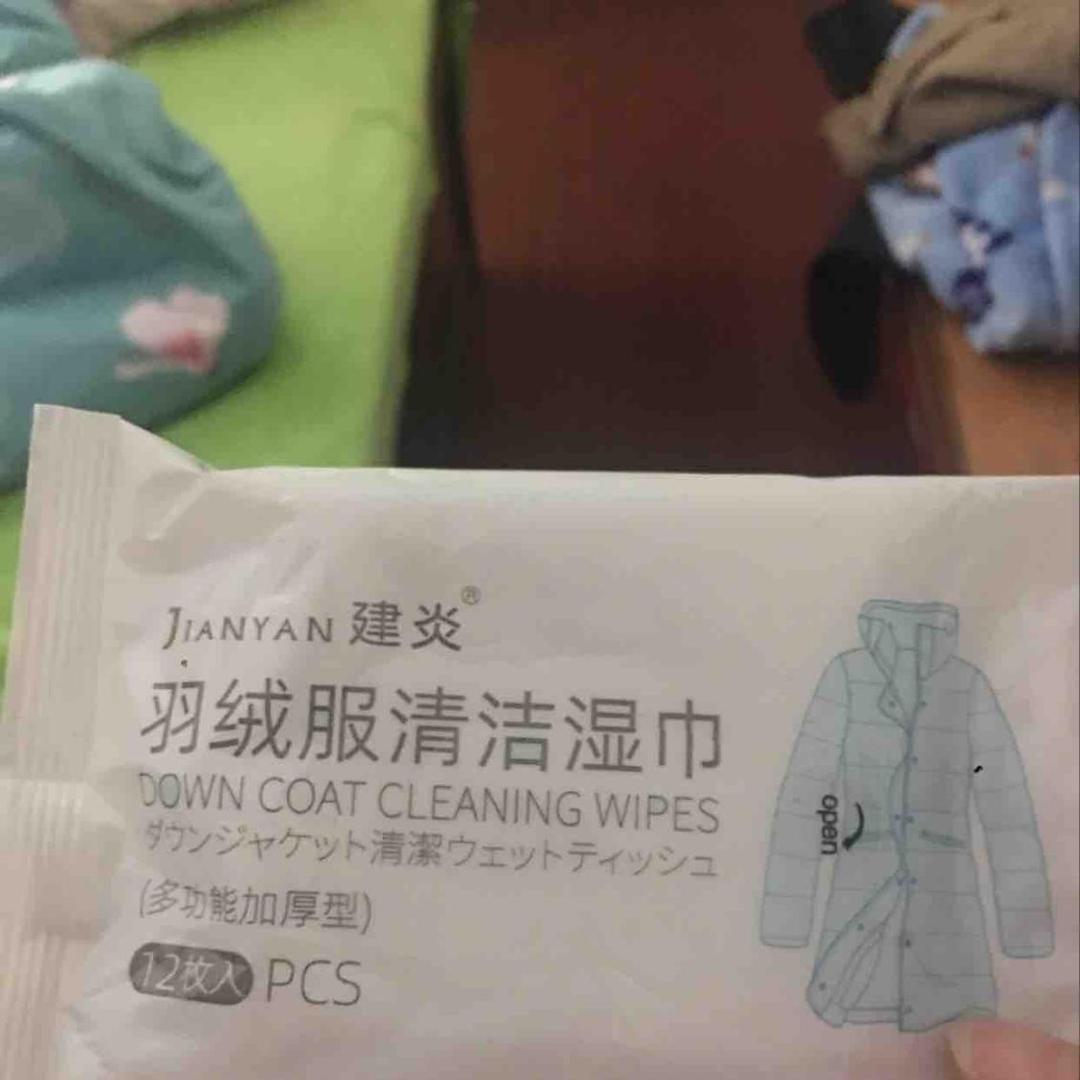 JIANYAN 建炎®
羽绒服清洁湿巾
DOWN COAT CLEANING WIPES
ダウンジャケット清潔ウェットティッシュ
(多功能加厚型)
12枚入 PCS
open